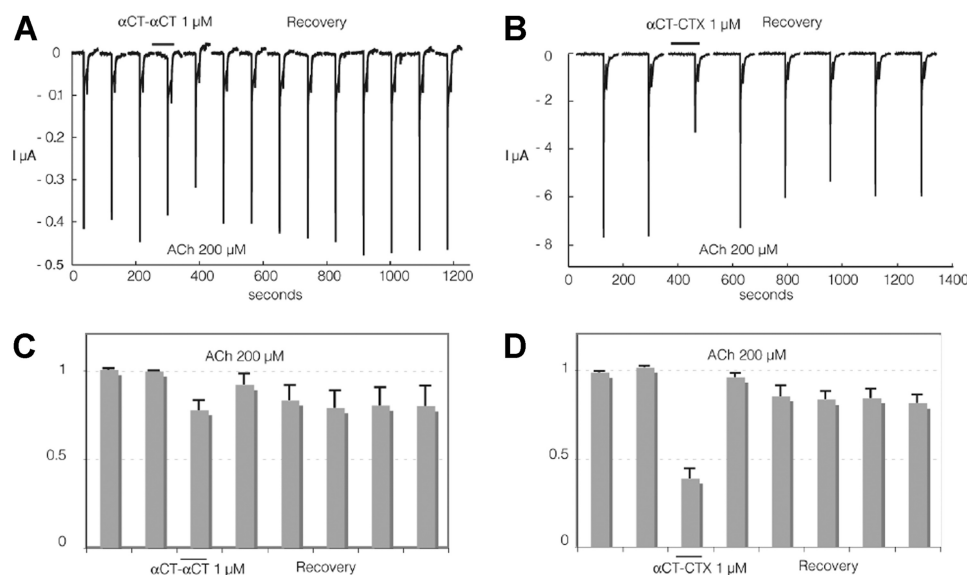 A
αCT-αCT 1 µM
Recovery
0
- 0.1
- 0.2
- 0.3
- 0.4
- 0.5
I µA
ACh 200 µM
0
200
400
600
800
1000
1200
seconds
B
αCT-CTX 1 µM
Recovery
0
- 2
- 4
- 6
- 8
I µA
ACh 200 µM
0
200
400
600
800
1000
1200
1400
seconds
C
ACh 200 µM
1
0.5
0
αCT-αCT 1 µM
Recovery
D
ACh 200 µM
1
0.5
0
αCT-CTX 1 µM
Recovery